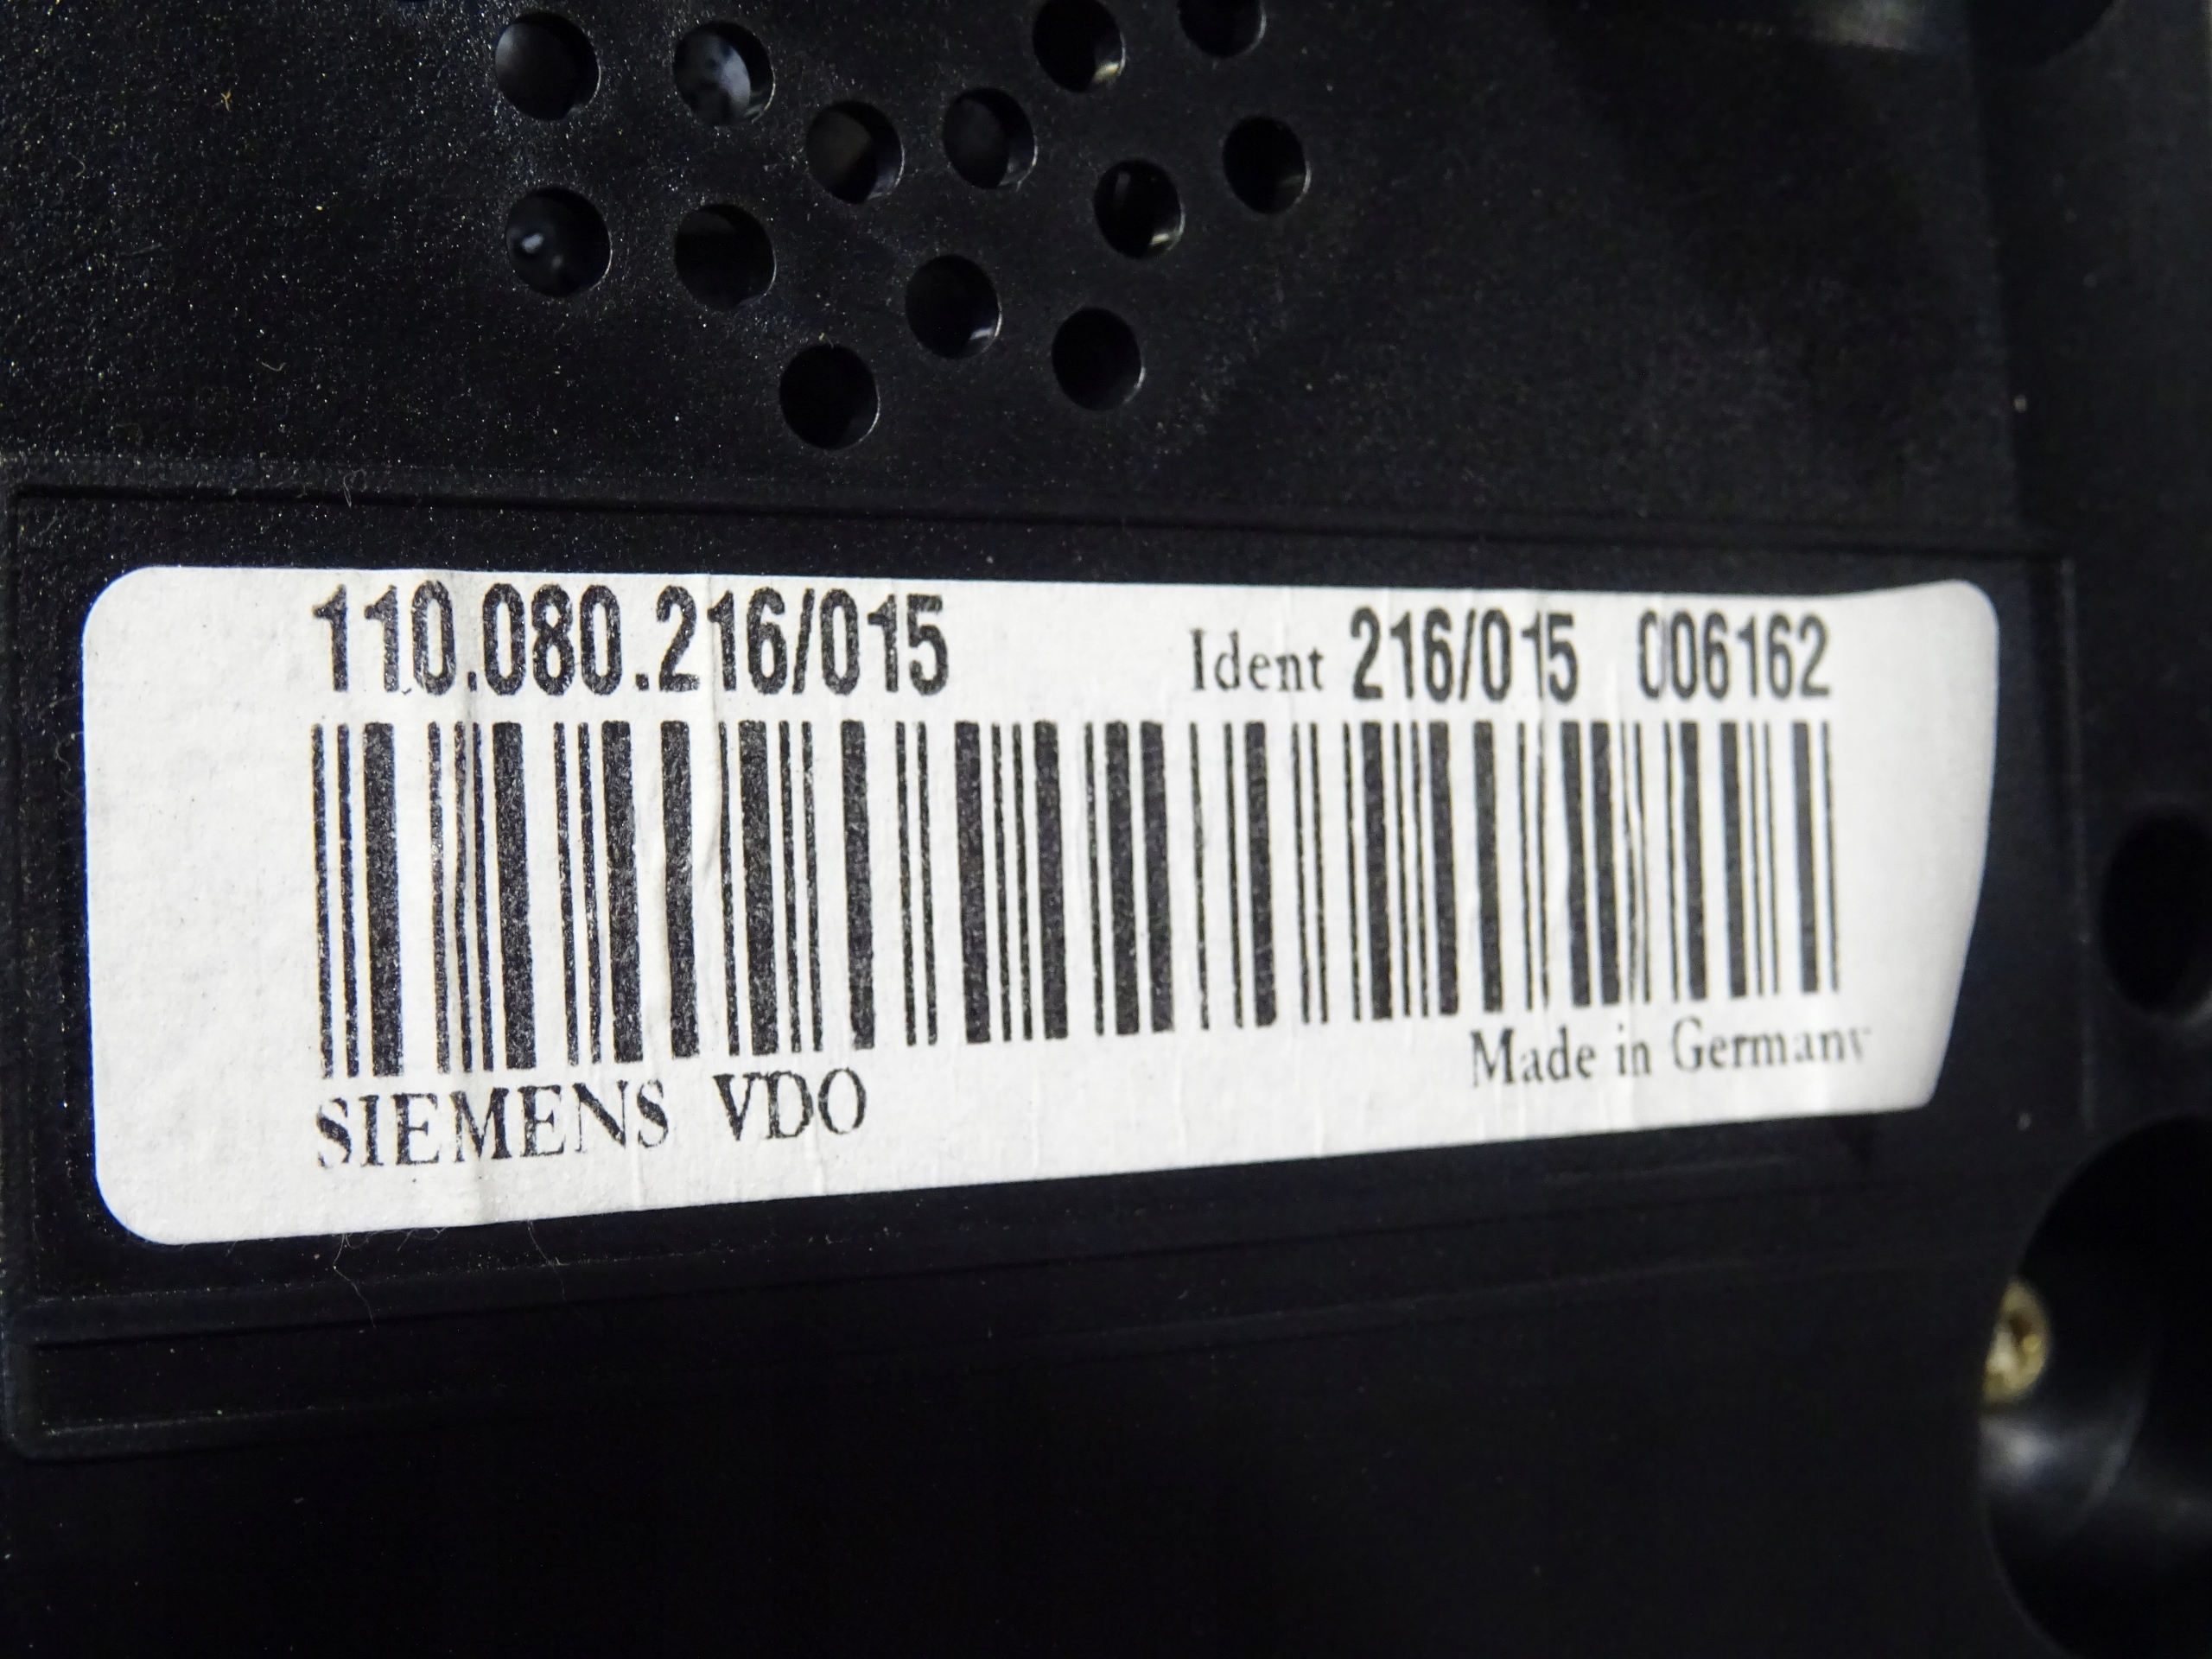 110.080.216/015 Ident 216/015 006162
SIEMENS VDO Made in Germany